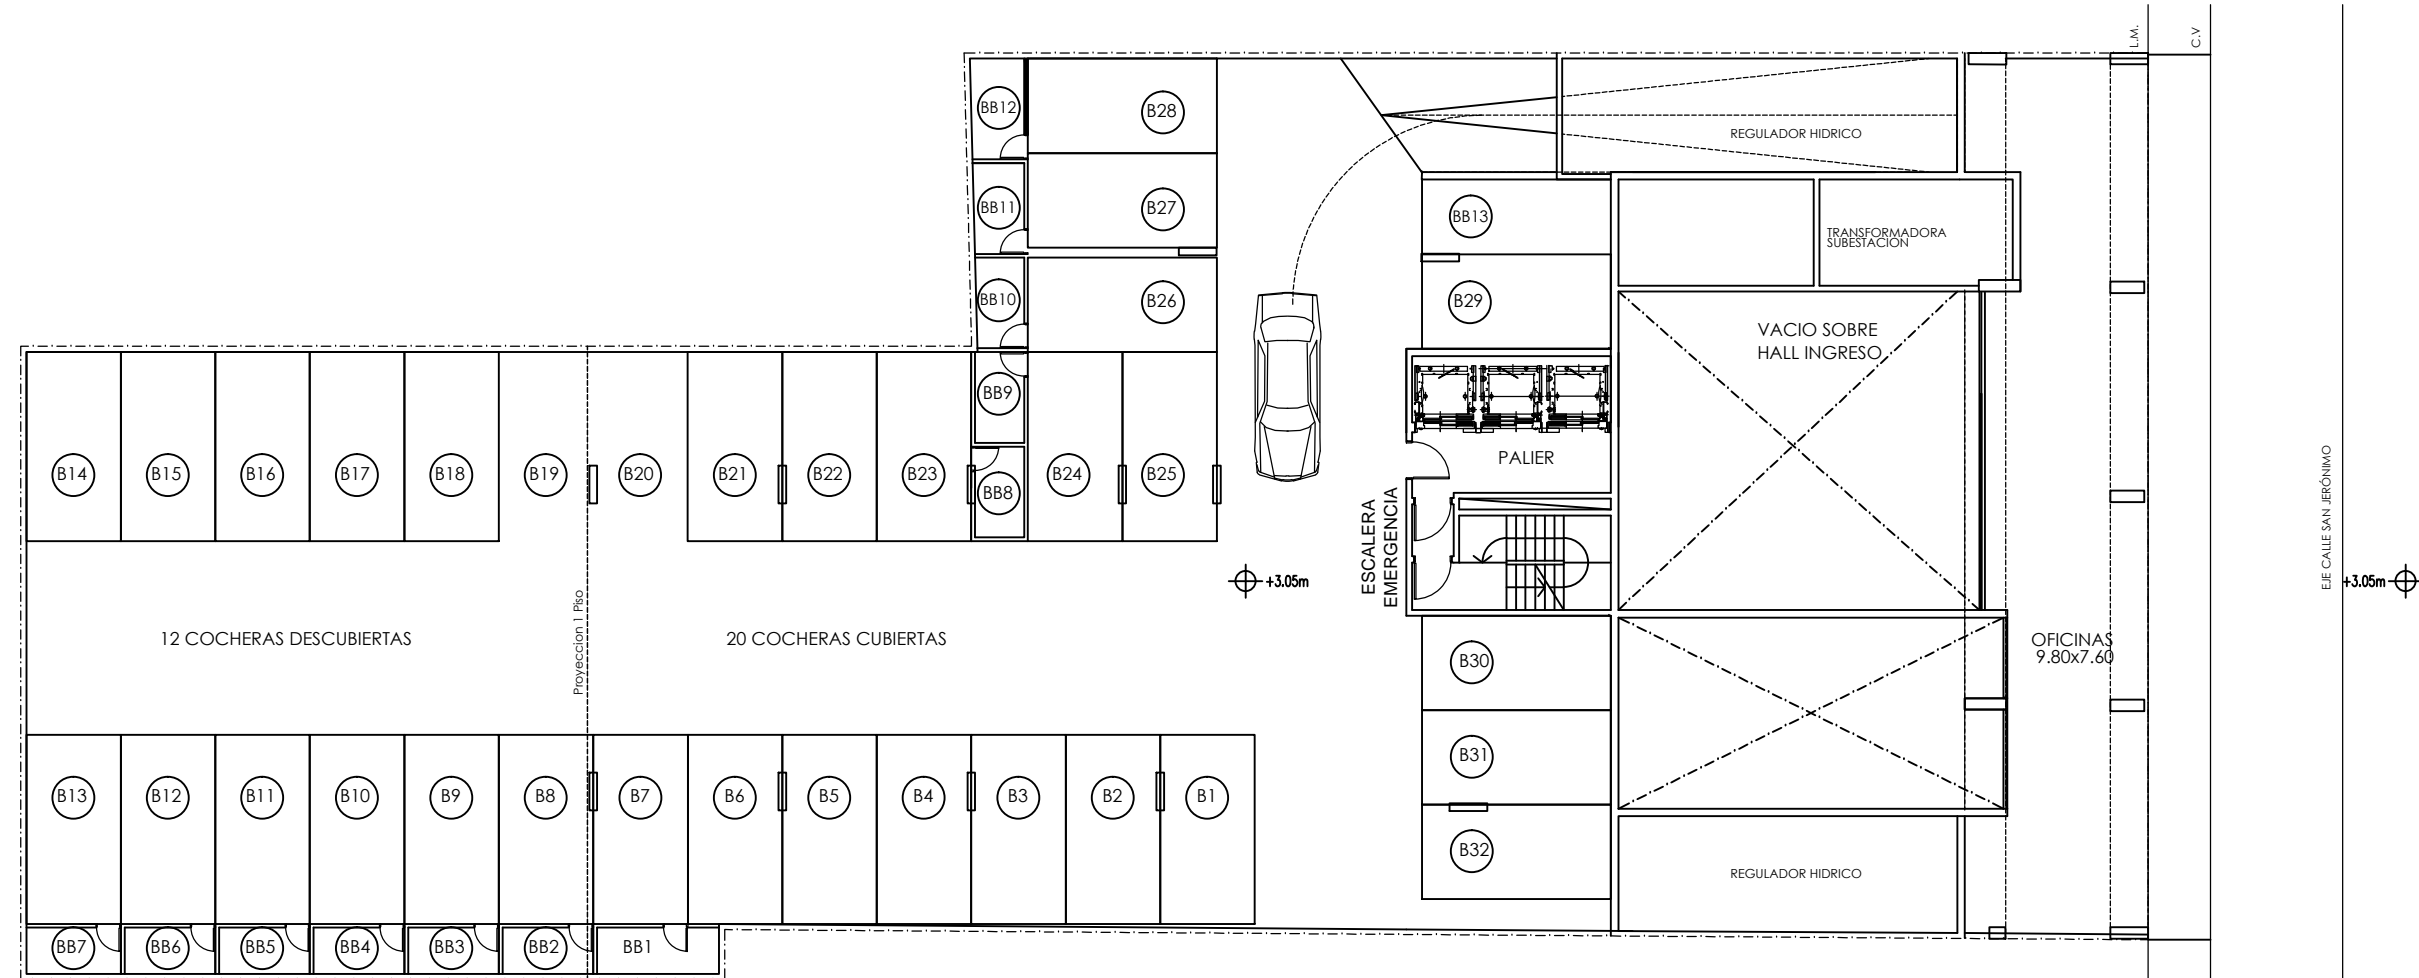 L.M.
C.V
BB12
B28
REGULADOR HIDRICO
BB11
B27
BB13
TRANSFORMADORA
SUBESTACION
BB10
B26
B29
VACIO SOBRE
HALL INGRESO
BB9
PALIER
B14
B15
B16
B17
B18
B19
B20
B21
B22
B23
BB8
B24
B25
ESCALERA
EMERGENCIA
EJE CALLE SAN JERÓNIMO
+3.05m
+3.05m
Proyeccion 1 Piso
12 COCHERAS DESCUBIERTAS
20 COCHERAS CUBIERTAS
OFICINAS
9.80x7.60
B30
B31
B13
B12
B11
B10
B9
B8
B7
B6
B5
B4
B3
B2
B1
B32
REGULADOR HIDRICO
BB7
BB6
BB5
BB4
BB3
BB2
BB1